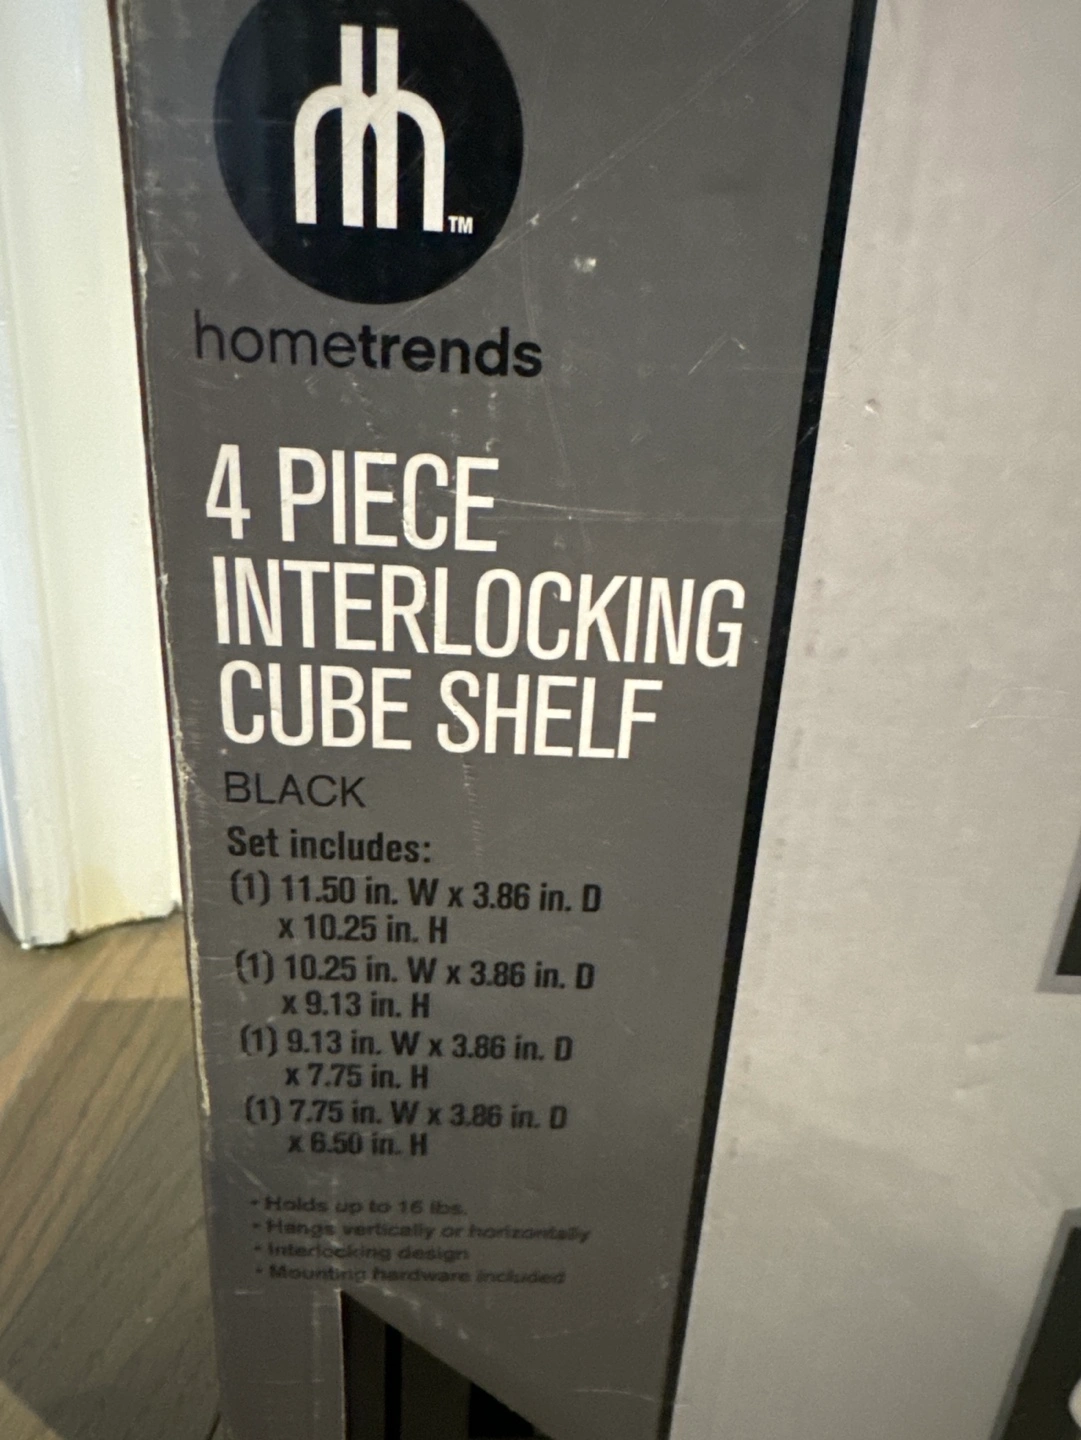 TM
hometrends
4 PIECE
INTERLOCKING
CUBE SHELF
BLACK
Set includes:
(1) 11.50 in. W x 3.86 in. D
x 10.25 in. H
(1) 10.25 in. W x 3.86 in. D
x 9.13 in. H
(1) 9.13 in. W x 3.86 in. D
x 7.75 in. H
(1) 7.75 in. W x 3.86 in. D
x 6.50 in. H
• Holds up to 16 lbs.
• Hangs vertically or horizontally
• Interlocking design
• Mounting hardware included